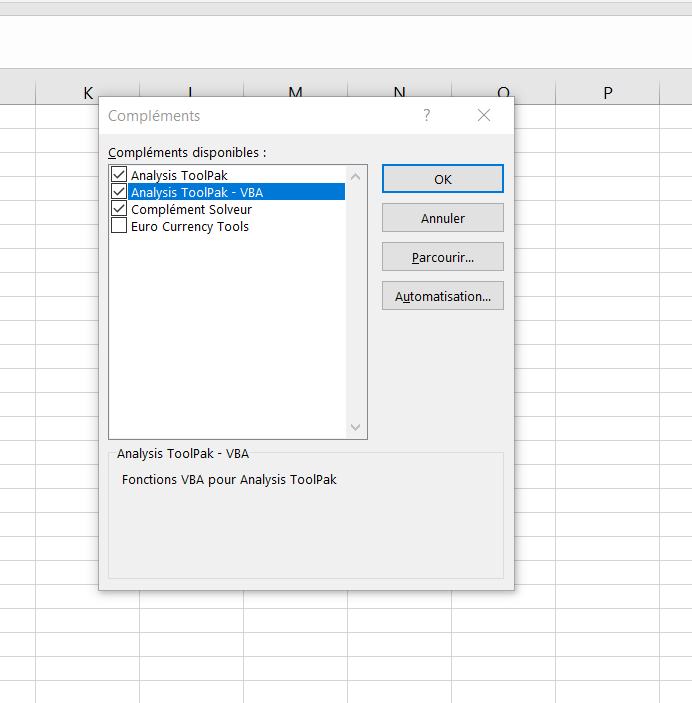 K L M N O P
Compléments ?
Compléments disponibles :
Analysis ToolPak
Analysis ToolPak - VBA
Complément Solveur
Euro Currency Tools
OK
Annuler
Parcourir...
Automatisation...
Analysis ToolPak - VBA
Fonctions VBA pour Analysis ToolPak